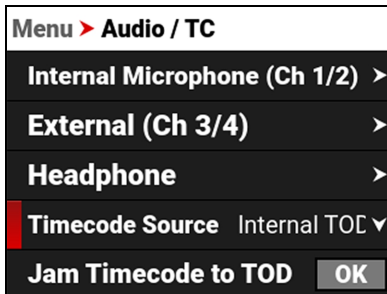 Menu > Audio / TC
Internal Microphone (Ch 1/2) >
External (Ch 3/4) >
Headphone >
Timecode Source Internal TOD
Jam Timecode to TOD OK